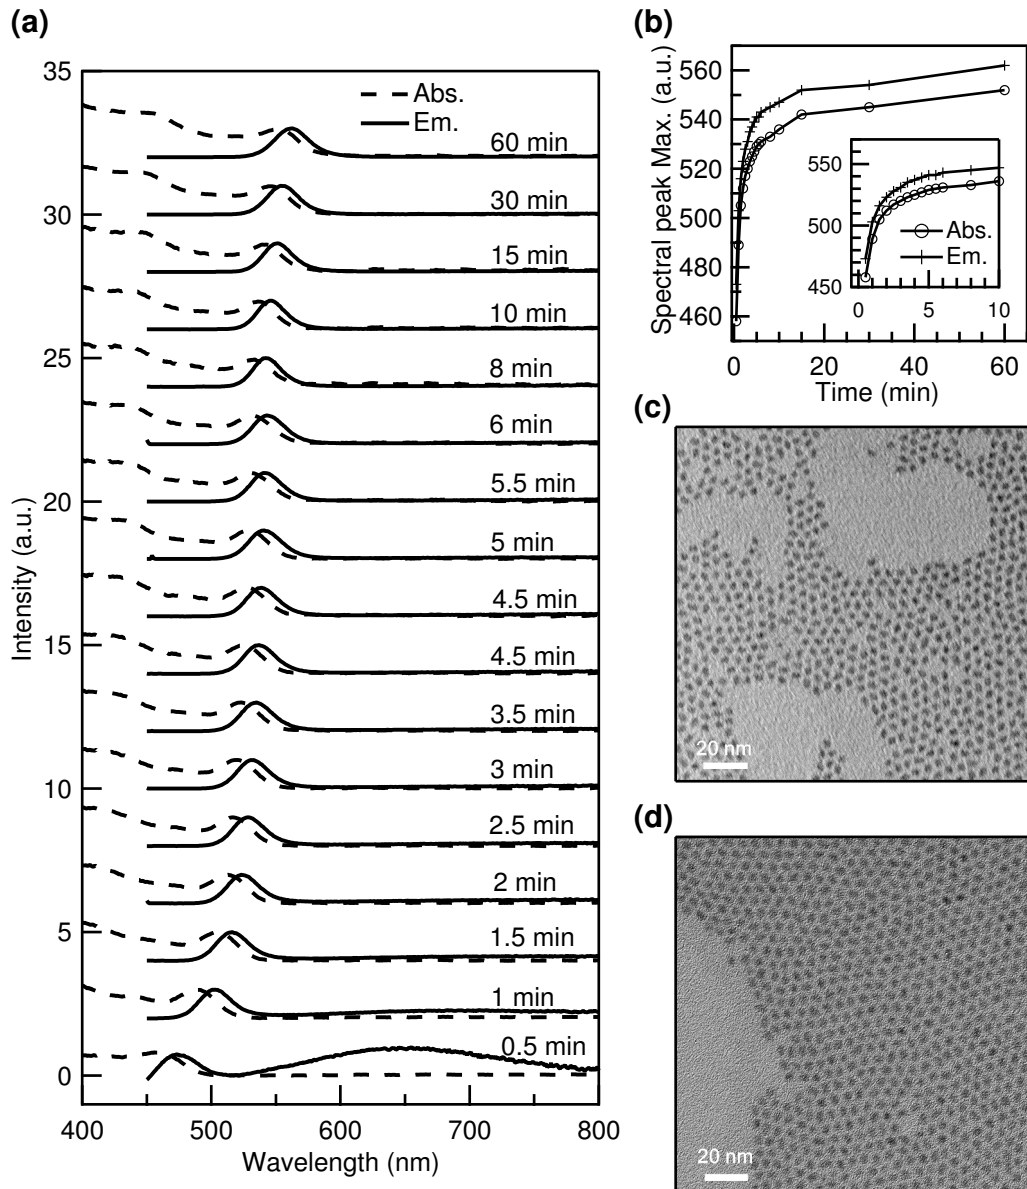 (a)
35
30
25
20
15
10
5
0
Intensity (a.u.)
Abs.
Em.
60 min
30 min
15 min
10 min
8 min
6 min
5.5 min
5 min
4.5 min
4.5 min
3.5 min
3 min
2.5 min
2 min
1.5 min
1 min
0.5 min
400 500 600 700 800
Wavelength (nm)
(b)
Spectral peak Max. (a.u.)
560
540
520
500
480
460
0 20 40 60
Time (min)
550
500
450
0 5 10
Abs.
Em.
(c)
20 nm
(d)
20 nm